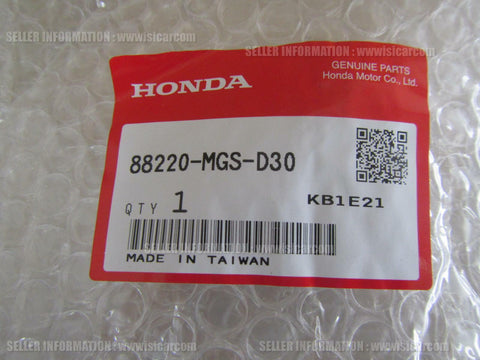 SELLER INFORMATION : www.isicar.com
SELLER INFORMATION : www.isicar.com
HONDA
GENUINE PARTS
Honda Motor Co., Ltd.
88220-MGS-D30
QTY 1
KB1E21
MADE IN TAIWAN
SELLER INFORMATION : www.isicar.com
SELLER INFORMATION : www.isicar.com